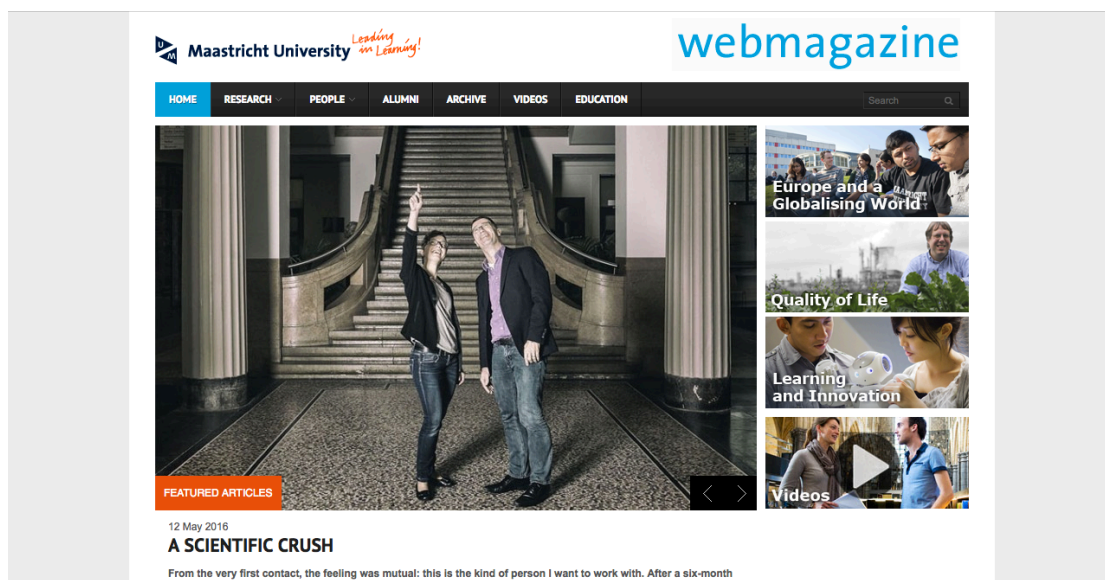 UM
Maastricht University
Leading
in Learning!
webmagazine
HOME RESEARCH PEOPLE ALUMNI ARCHIVE VIDEOS EDUCATION
Search
Europe and a
Globalising World
Quality of Life
Learning
and Innovation
Videos
FEATURED ARTICLES
12 May 2016
A SCIENTIFIC CRUSH
From the very first contact, the feeling was mutual: this is the kind of person I want to work with. After a six-month